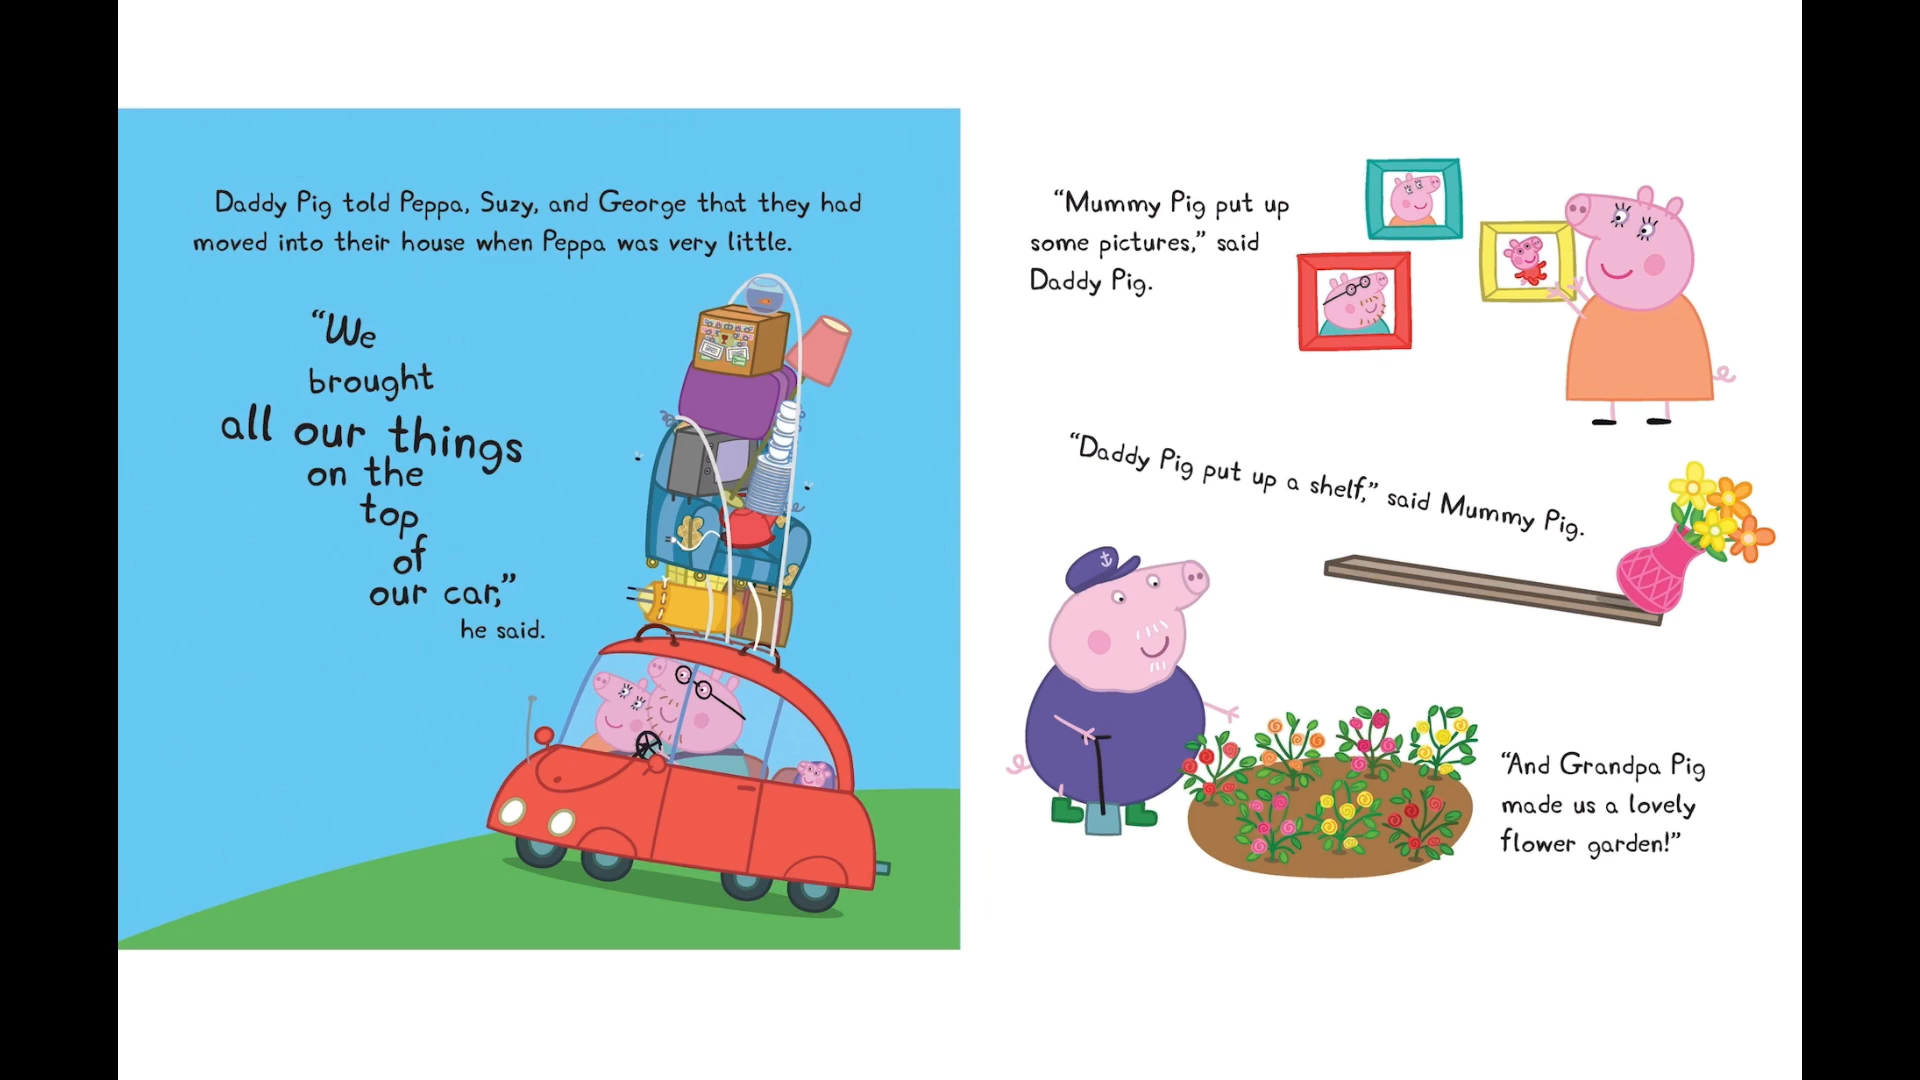 Daddy Pig told Peppa, Suzy, and George that they had
moved into their house when Peppa was very little.
“We
brought
all our things
on the
top
of
our car,”
he said.
“Mummy Pig put up
some pictures,” said
Daddy Pig.
“Daddy Pig put up a shelf,” said Mummy Pig.
“And Grandpa Pig
made us a lovely
flower garden!”